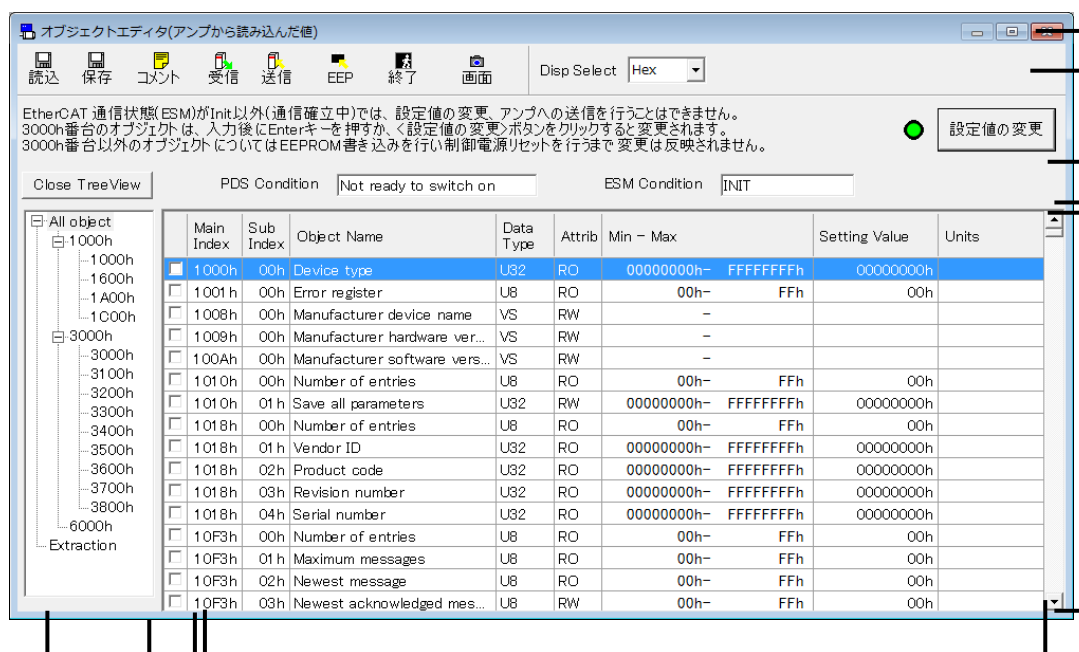 オブジェクトエディタ(アンプから読み込んだ値)
読込 保存 コメント 受信 送信 EEP 終了 画面 Disp Select Hex
EtherCAT 通信状態(ESM)がInit以外(通信確立中)では、設定値の変更、アンプへの送信を行うことはできません。
3000h番台のオブジェクトは、入力後にEnterキーを押すか、<設定値の変更>ボタンをクリックすると変更されます。
3000h番台以外のオブジェクトについてはEEPROM書き込みを行い制御電源リセットを行うまで変更は反映されません。
設定値の変更
Close TreeView PDS Condition Not ready to switch on ESM Condition INIT
All object
1000h
1000h
1600h
1A00h
1C00h
3000h
3000h
3100h
3200h
3300h
3400h
3500h
3600h
3700h
3800h
6000h
Extraction
Main Index Sub Index Object Name Data Type Attrib Min - Max Setting Value Units
1000h 00h Device type U32 RO 00000000h- FFFFFFFFh 00000000h
1001h 00h Error register U8 RO 00h- FFh 00h
1008h 00h Manufacturer device name VS RW -
1009h 00h Manufacturer hardware ver... VS RW -
100Ah 00h Manufacturer software vers... VS RW -
1010h 00h Number of entries U8 RO 00h- FFh 00h
1010h 01h Save all parameters U32 RW 00000000h- FFFFFFFFh 00000000h
1018h 00h Number of entries U8 RO 00h- FFh 00h
1018h 01h Vendor ID U32 RO 00000000h- FFFFFFFFh 00000000h
1018h 02h Product code U32 RO 00000000h- FFFFFFFFh 00000000h
1018h 03h Revision number U32 RO 00000000h- FFFFFFFFh 00000000h
1018h 04h Serial number U32 RO 00000000h- FFFFFFFFh 00000000h
10F3h 00h Number of entries U8 RO 00h- FFh 00h
10F3h 01h Maximum messages U8 RO 00h- FFh 00h
10F3h 02h Newest message U8 RO 00h- FFh 00h
10F3h 03h Newest acknowledged mes... U8 RW 00h- FFh 00h